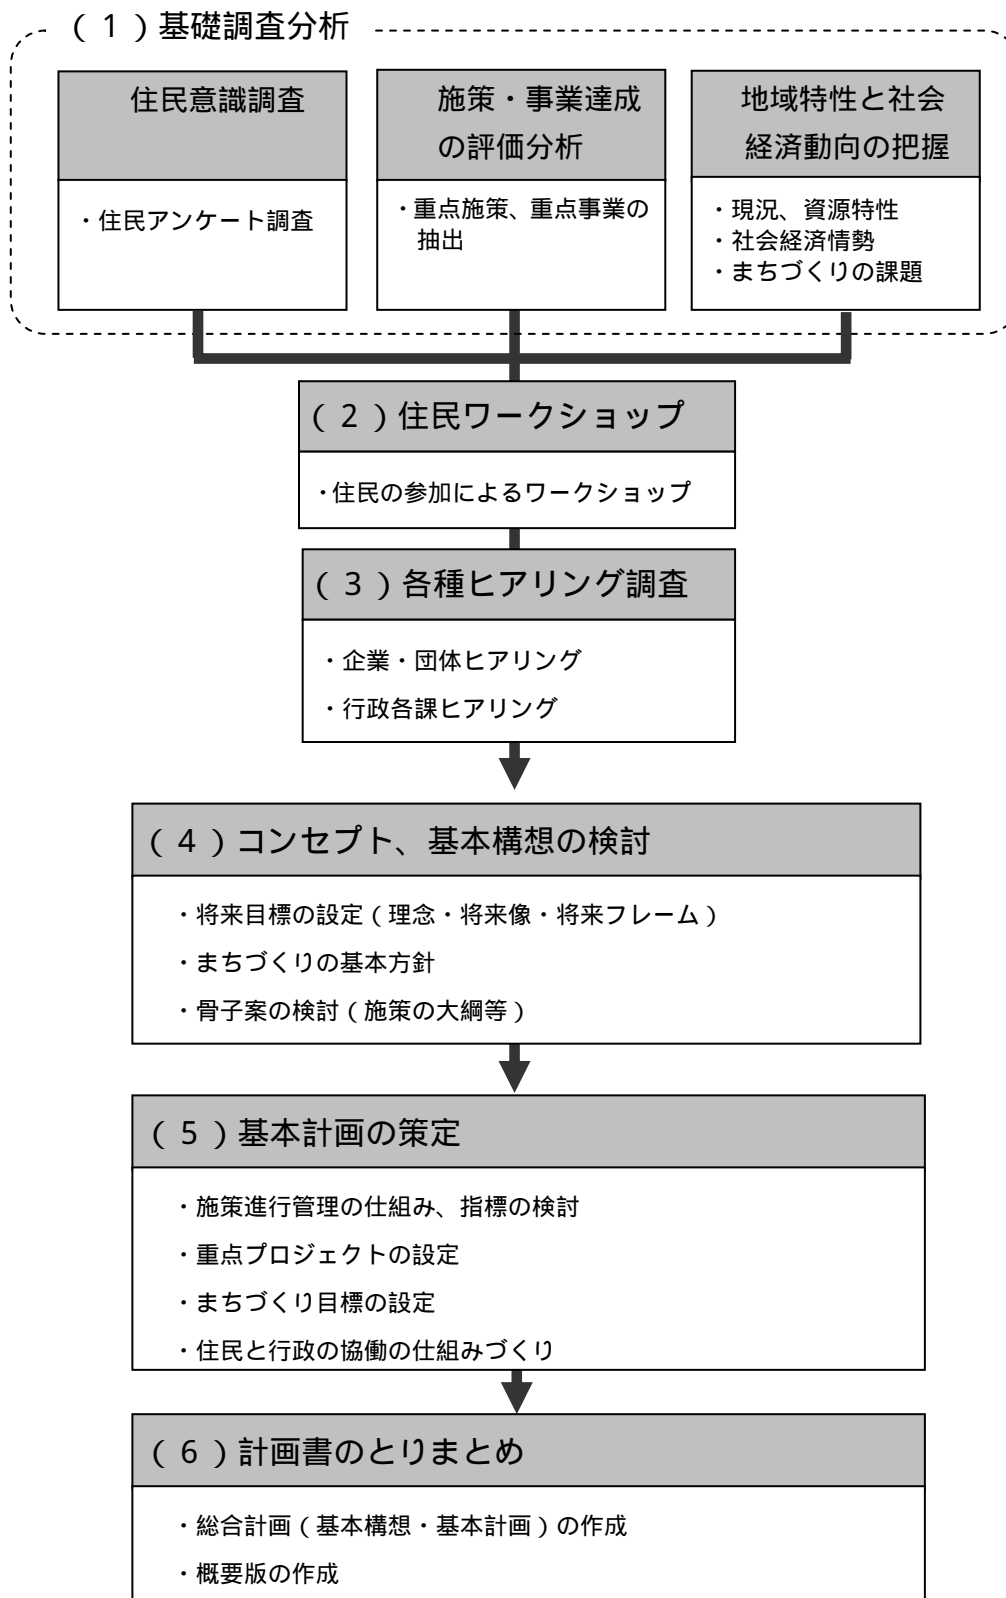 （１）基礎調査分析
住民意識調査
・住民アンケート調査
施策・事業達成
の評価分析
・重点施策、重点事業の
抽出
地域特性と社会
経済動向の把握
・現況、資源特性
・社会経済情勢
・まちづくりの課題
（２）住民ワークショップ
・住民の参加によるワークショップ
（３）各種ヒアリング調査
・企業・団体ヒアリング
・行政各課ヒアリング
（４）コンセプト、基本構想の検討
・将来目標の設定（理念・将来像・将来フレーム）
・まちづくりの基本方針
・骨子案の検討（施策の大綱等）
（５）基本計画の策定
・施策進行管理の仕組み、指標の検討
・重点プロジェクトの設定
・まちづくり目標の設定
・住民と行政の協働の仕組みづくり
（６）計画書のとりまとめ
・総合計画（基本構想・基本計画）の作成
・概要版の作成